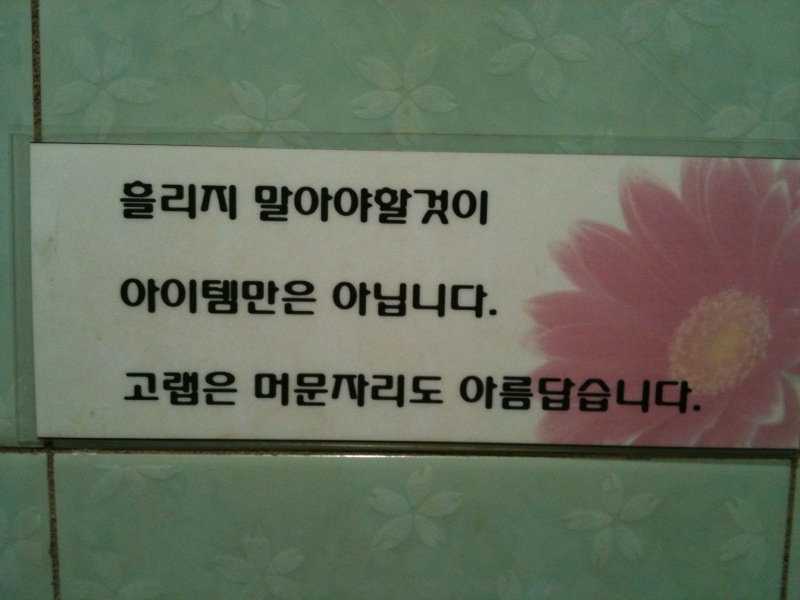 흘리지 말아야할것이
아이템만은 아닙니다.
고랩은 머문자리도 아름답습니다.